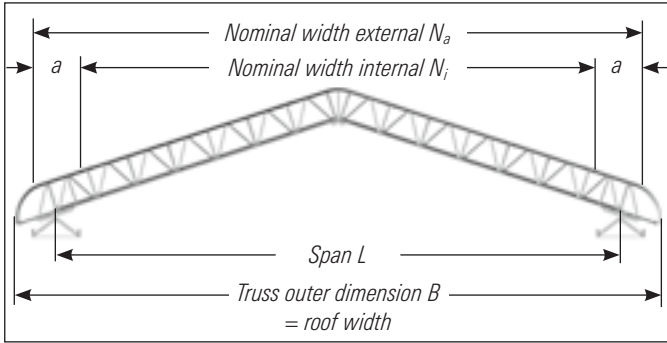 Nominal width external Na
a Nominal width internal Ni a
Span L
Truss outer dimension B
= roof width